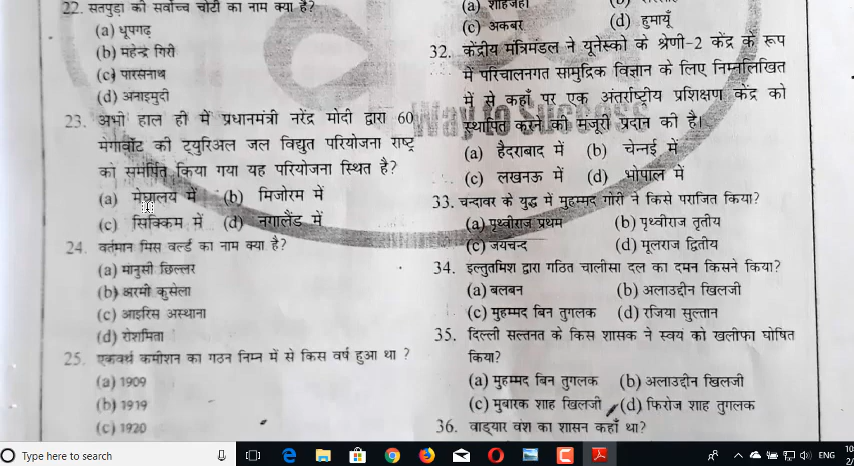 22. सतपुड़ा की सर्वोच्च चोटी का नाम क्या है?
(a) धूपगढ़
(b) महेन्द्र गिरी
(c) पारसनाथ
(d) अनाइमुदी
23. अभी हाल ही में प्रधानमंत्री नरेंद्र मोदी द्वारा 60
मेगावॉट की ट्युरिअल जल विद्युत परियोजना राष्ट्र
को समर्पित किया गया यह परियोजना स्थित है?
(a) मेघालय में (b) मिजोरम में
(c) सिक्किम में (d) नगालैंड में
24. वर्तमान मिस वर्ल्ड का नाम क्या है?
(a) मानुसी छिल्लर
(b) अरमी कुसेला
(c) आइरिस अस्थाना
(d) रोशमिता
25. एकवर्थ कमीशन का गठन निम्न में से किस वर्ष हुआ था ?
(a) 1909
(b) 1919
(c) 1920
(a) शाहजहाँ (b)
(c) अकबर (d) हुमायूँ
32. केंद्रीय मंत्रिमंडल ने यूनेस्को के श्रेणी-2 केंद्र के रूप
में परिचालनगत सामुद्रिक विज्ञान के लिए निम्नलिखित
में से कहाँ पर एक अंतर्राष्ट्रीय प्रशिक्षण केंद्र को
स्थापित करने की मंजूरी प्रदान की है।
(a) हैदराबाद में (b) चेन्नई में
(c) लखनऊ में (d) भोपाल में
33. चन्दावर के युद्ध में मुहम्मद गोरी ने किसे पराजित किया?
(a) पृथ्वीराज प्रथम (b) पृथ्वीराज तृतीय
(c) जयचन्द (d) मूलराज द्वितीय
34. इल्तुतमिश द्वारा गठित चालीसा दल का दमन किसने किया?
(a) बलबन (b) अलाउद्दीन खिलजी
(c) मुहम्मद बिन तुगलक (d) रजिया सुल्तान
35. दिल्ली सल्तनत के किस शासक ने स्वयं को खलीफा घोषित
किया?
(a) मुहम्मद बिन तुगलक (b) अलाउद्दीन खिलजी
(c) मुबारक शाह खिलजी (d) फिरोज शाह तुगलक
36. वाड्यार वंश का शासन कहाँ था?
Type here to search
ENG
10
2/